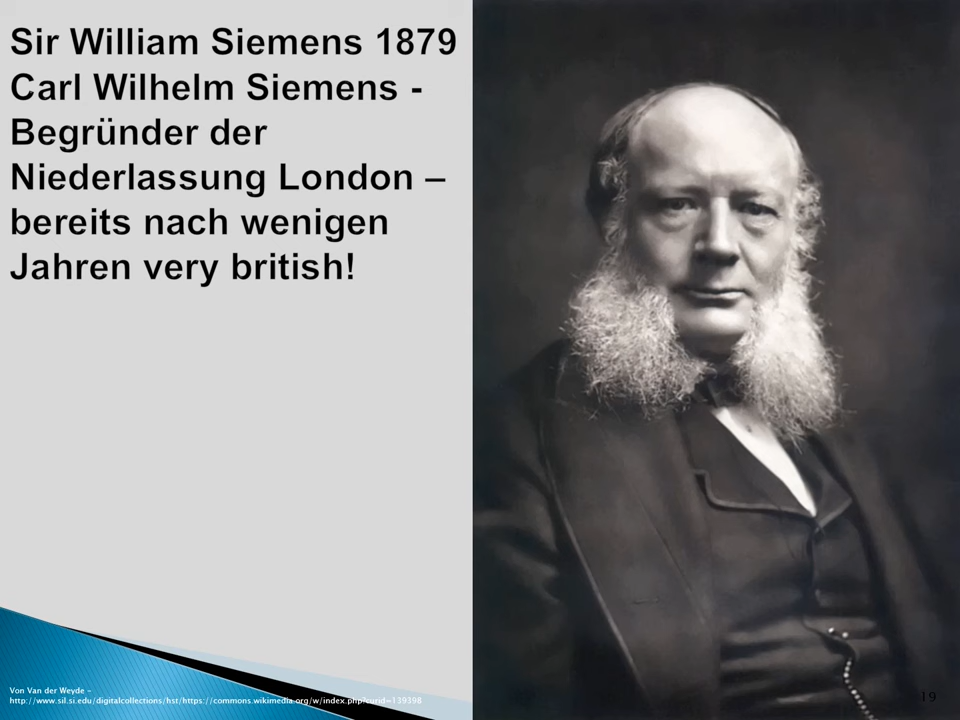 Sir William Siemens 1879
Carl Wilhelm Siemens -
Begründer der
Niederlassung London –
bereits nach wenigen
Jahren very british!
Von Van der Weyde -
http://www.sil.si.edu/digitalcollections/hst/https://commons.wikimedia.org/w/index.php?curid=139398
19